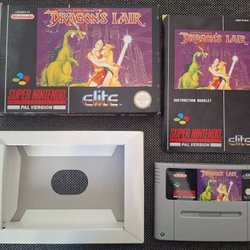 Nintendo
DRAGON'S LAIR
SUPER NINTENDO
PAL VERSION
elite
DRAGON'S LAIR
INSTRUCTION BOOKLET
SUPER NINTENDO
PAL VERSION
elite
DRAGON'S LAIR